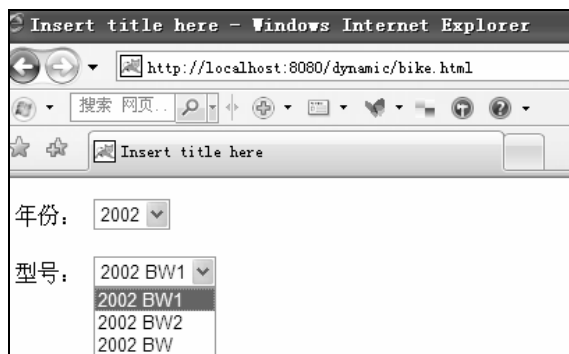 Insert title here - Windows Internet Explorer
http://localhost:8080/dynamic/bike.html
搜索 网页..
Insert title here
年份： 2002
型号： 2002 BW1
2002 BW1
2002 BW2
2002 BW